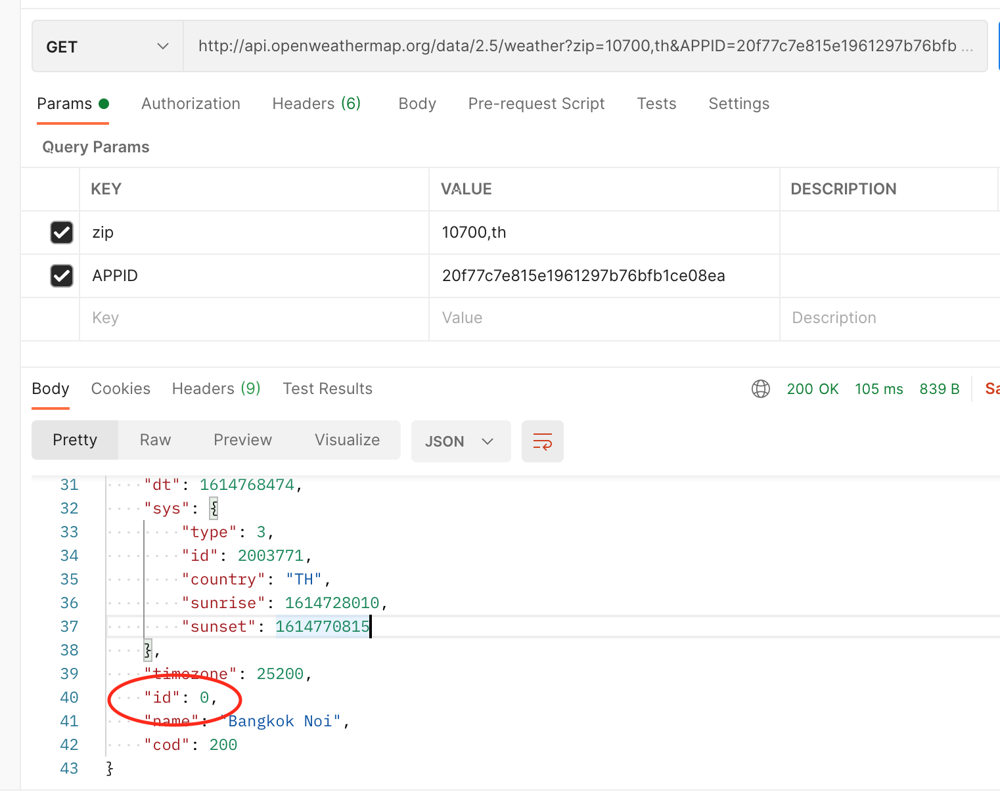 GET http://api.openweathermap.org/data/2.5/weather?zip=10700,th&APPID=20f77c7e815e1961297b76bfb ...
Params Authorization Headers (6) Body Pre-request Script Tests Settings
Query Params
KEY VALUE DESCRIPTION
zip 10700,th
APPID 20f77c7e815e1961297b76bfb1ce08ea
Key Value Description
Body Cookies Headers (9) Test Results 200 OK 105 ms 839 B Sa
Pretty Raw Preview Visualize JSON
31 "dt": 1614768474,
32 "sys": {
33 "type": 3,
34 "id": 2003771,
35 "country": "TH",
36 "sunrise": 1614728010,
37 "sunset": 1614770815
38 },
39 "timezone": 25200,
40 "id": 0,
41 "name": "Bangkok Noi",
42 "cod": 200
43 }